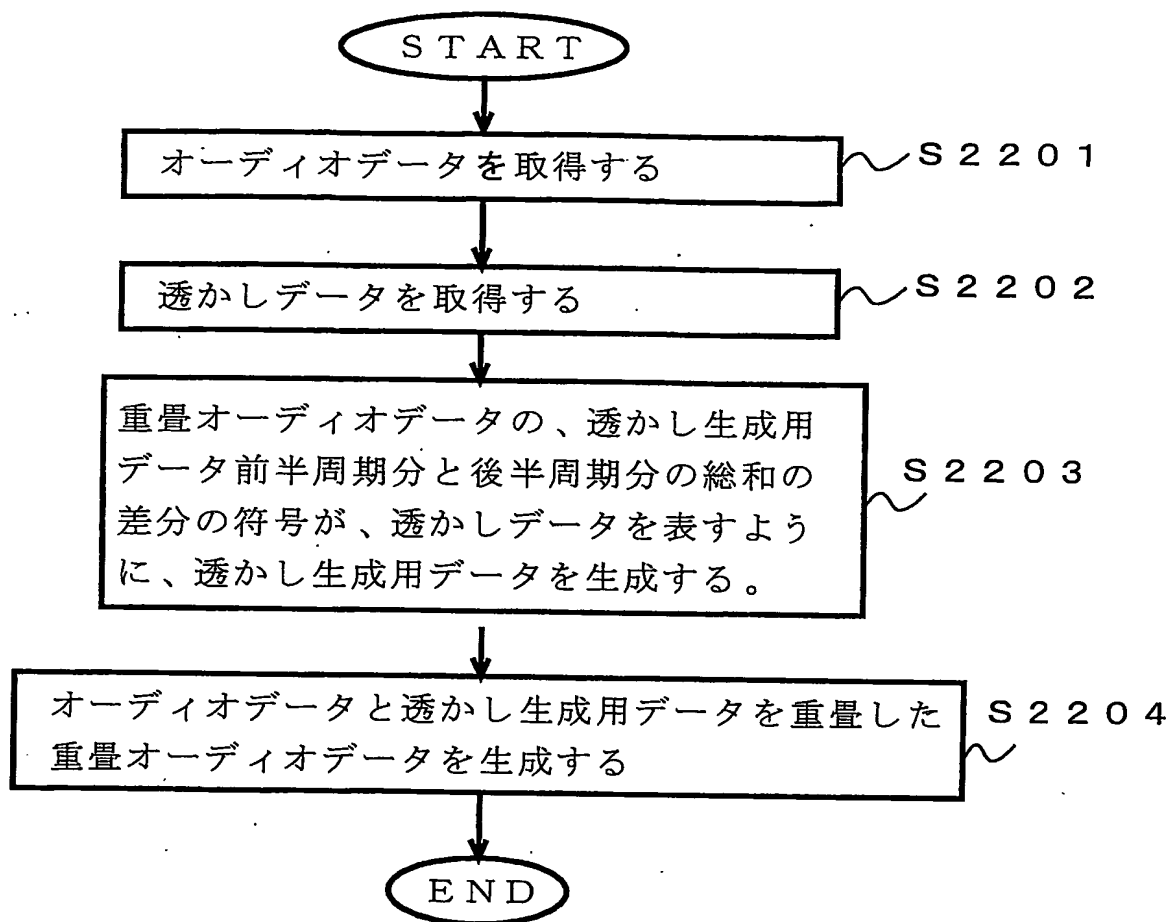 ＳＴＡＲＴ
オーディオデータを取得する
Ｓ２２０１
透かしデータを取得する
Ｓ２２０２
重畳オーディオデータの、透かし生成用
データ前半周期分と後半周期分の総和の
差分の符号が、透かしデータを表すよう
に、透かし生成用データを生成する。
Ｓ２２０３
オーディオデータと透かし生成用データを重畳した
重畳オーディオデータを生成する
Ｓ２２０４
ＥＮＤ